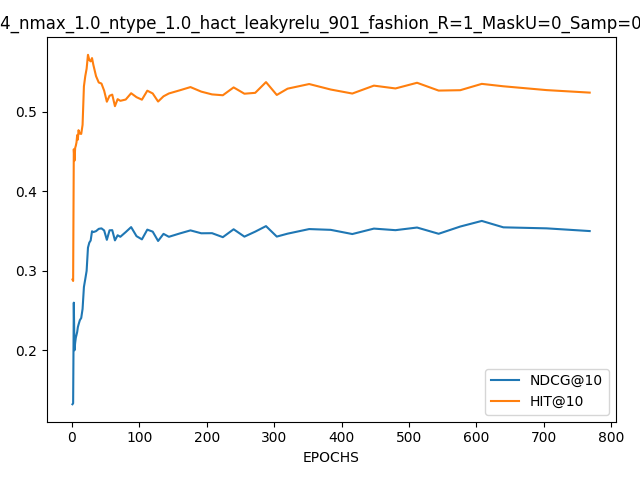 4_nmax_1.0_ntype_1.0_hact_leakyrelu_901_fashion_R=1_MaskU=0_Samp=0
0.5
0.4
0.3
0.2
NDCG@10
HIT@10
0 100 200 300 400 500 600 700 800
EPOCHS